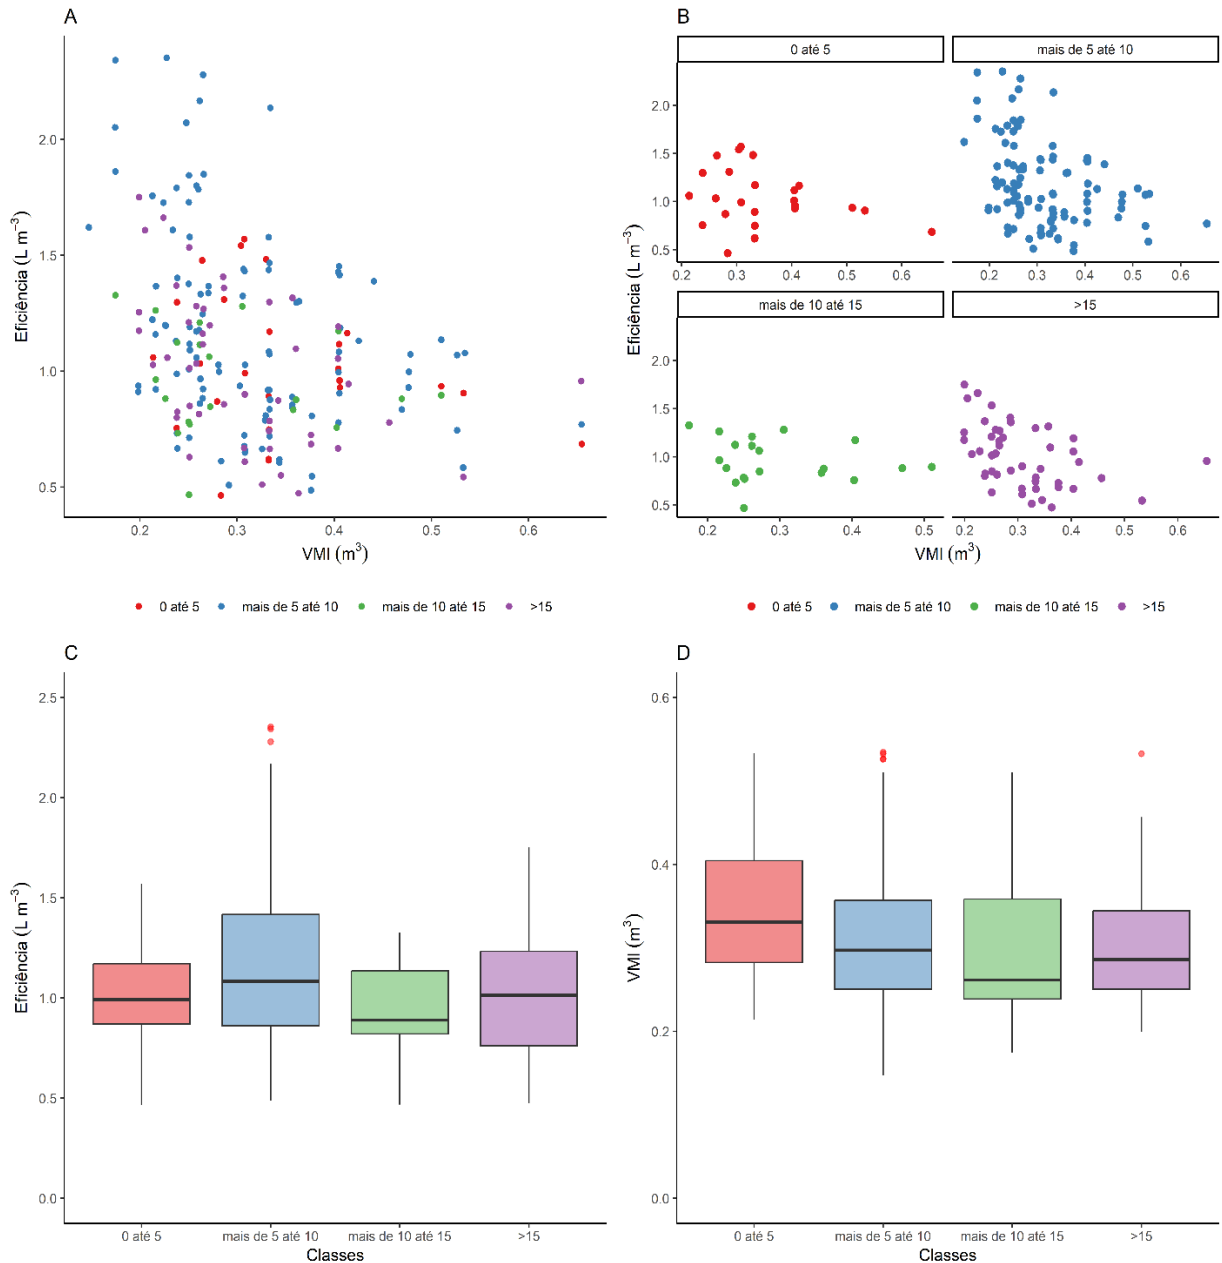 A
2.0
1.5
1.0
0.5
0.2 0.3 0.4 0.5 0.6
Eficiência (L m⁻³)
VMI (m³)
0 até 5 mais de 5 até 10 mais de 10 até 15 >15
B
0 até 5 mais de 5 até 10
2.0
1.5
1.0
0.5
0.2 0.3 0.4 0.5 0.6 0.2 0.3 0.4 0.5 0.6
mais de 10 até 15 >15
2.0
1.5
1.0
0.5
0.2 0.3 0.4 0.5 0.2 0.3 0.4 0.5 0.6
Eficiência (L m⁻³)
VMI (m³)
0 até 5 mais de 5 até 10 mais de 10 até 15 >15
C
2.5
2.0
1.5
1.0
0.5
0.0
Eficiência (L m⁻³)
0 até 5 mais de 5 até 10 mais de 10 até 15 >15
Classes
D
0.6
0.4
0.2
0.0
VMI (m³)
0 até 5 mais de 5 até 10 mais de 10 até 15 >15
Classes